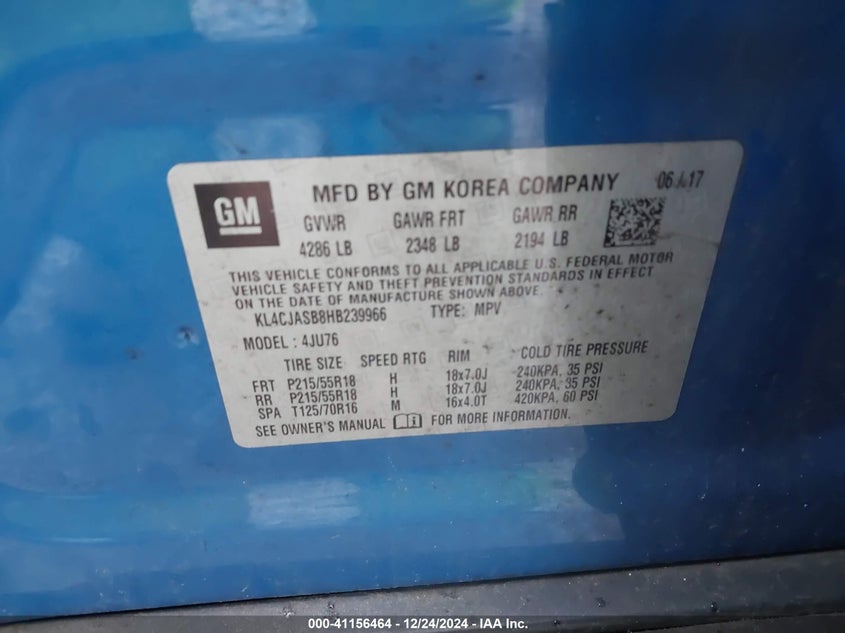 GM
MFD BY GM KOREA COMPANY 06/17
GVWR GAWR FRT GAWR RR
4286 LB 2348 LB 2194 LB
THIS VEHICLE CONFORMS TO ALL APPLICABLE U.S. FEDERAL MOTOR
VEHICLE SAFETY AND THEFT PREVENTION STANDARDS IN EFFECT
ON THE DATE OF MANUFACTURE SHOWN ABOVE.
KL4CJASB8HB239966 TYPE: MPV
MODEL : 4JU76
TIRE SIZE SPEED RTG RIM COLD TIRE PRESSURE
FRT P215/55R18 H 18x7.0J 240KPA, 35 PSI
RR P215/55R18 H 18x7.0J 240KPA, 35 PSI
SPA T125/70R16 M 16x4.0T 420KPA, 60 PSI
SEE OWNER'S MANUAL FOR MORE INFORMATION.
000-41156464 - 12/24/2024 - IAA Inc.